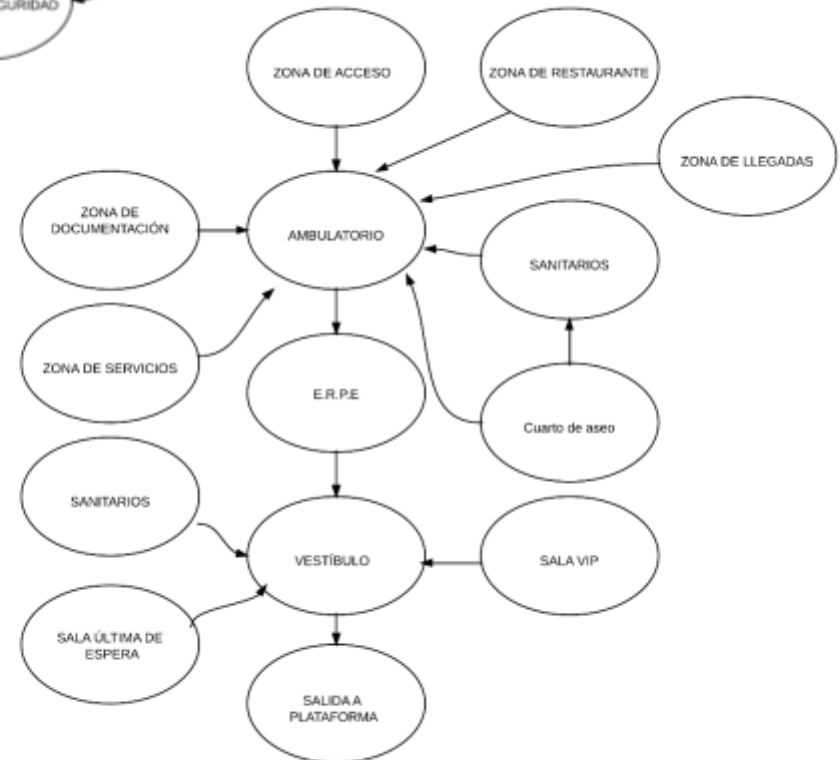 GURIDAD
ZONA DE ACCESO
ZONA DE RESTAURANTE
ZONA DE LLEGADAS
ZONA DE
DOCUMENTACIÓN
AMBULATORIO
SANITARIOS
ZONA DE SERVICIOS
E.R.P.E
Cuarto de aseo
SANITARIOS
VESTÍBULO
SALA VIP
SALA ÚLTIMA DE
ESPERA
SALIDA A
PLATAFORMA